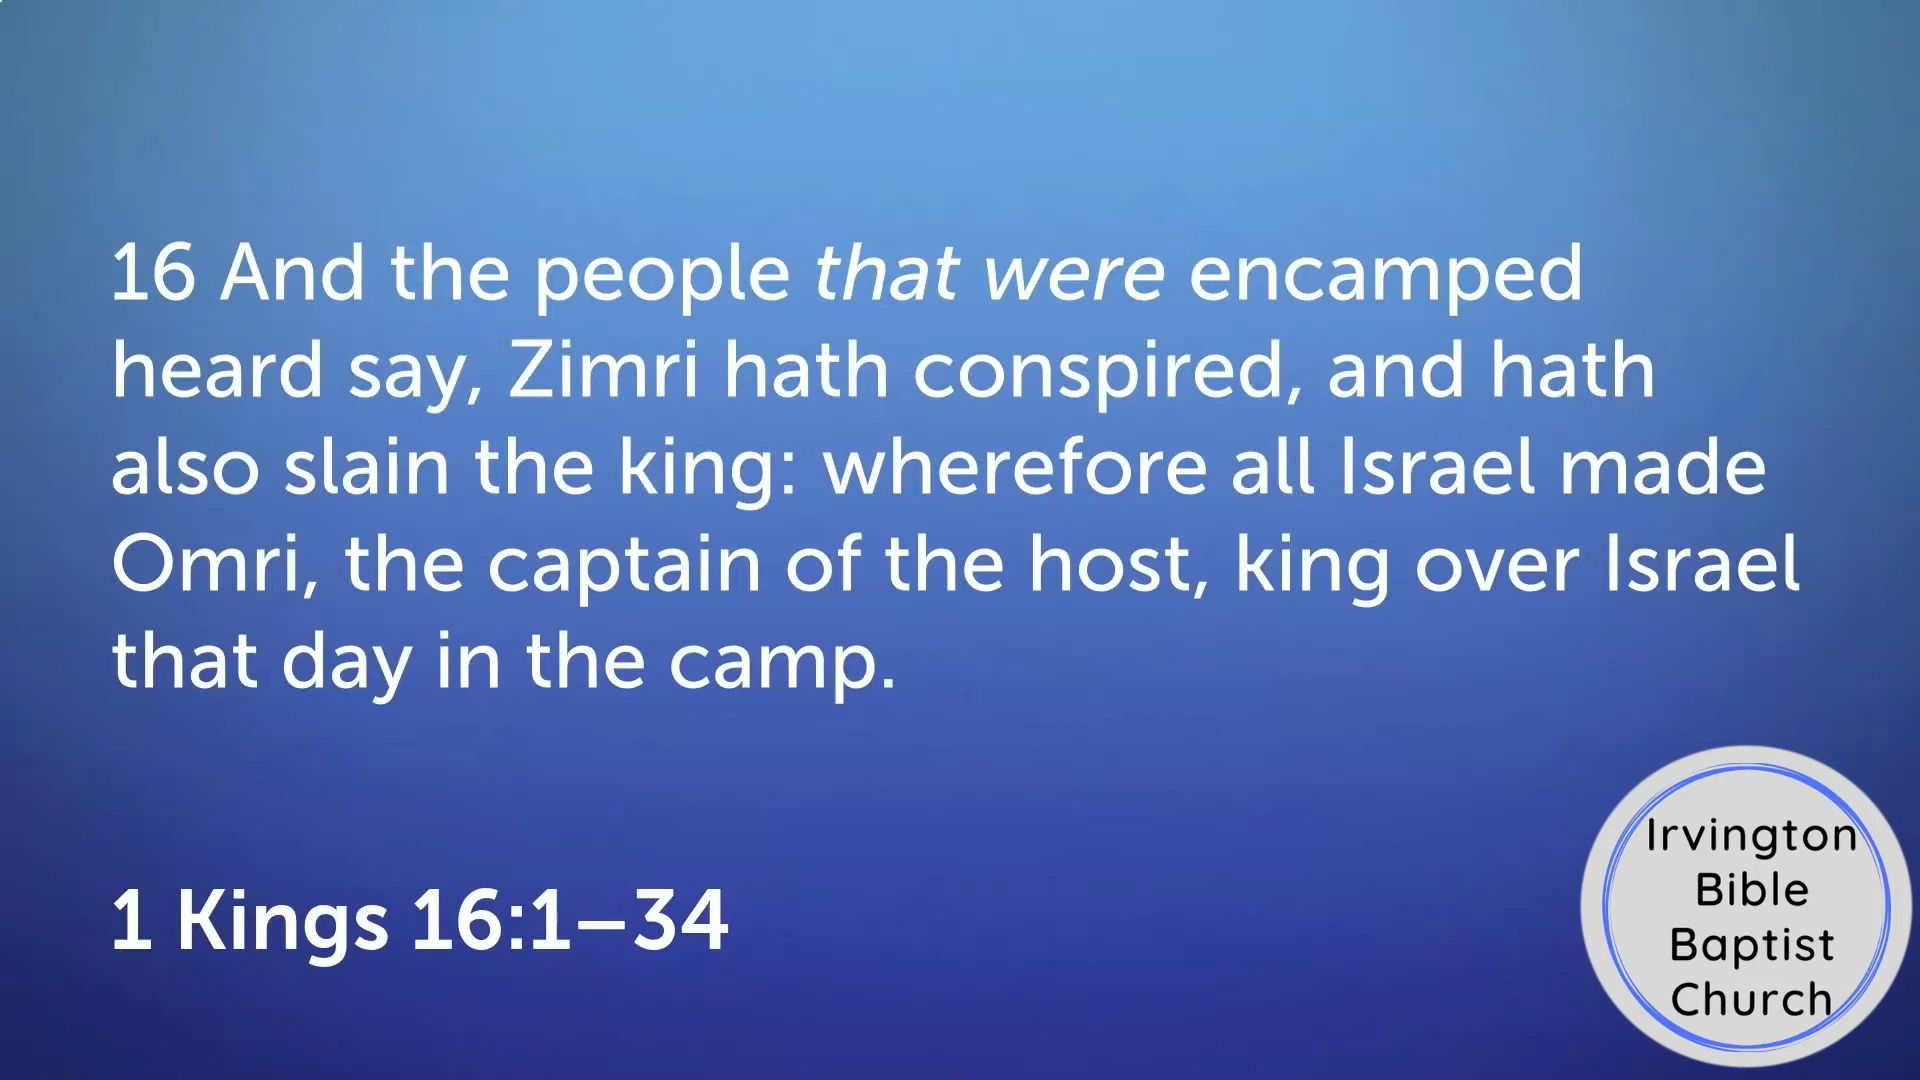 16 And the people that were encamped
heard say, Zimri hath conspired, and hath
also slain the king: wherefore all Israel made
Omri, the captain of the host, king over Israel
that day in the camp.
1 Kings 16:1–34
Irvington
Bible
Baptist
Church